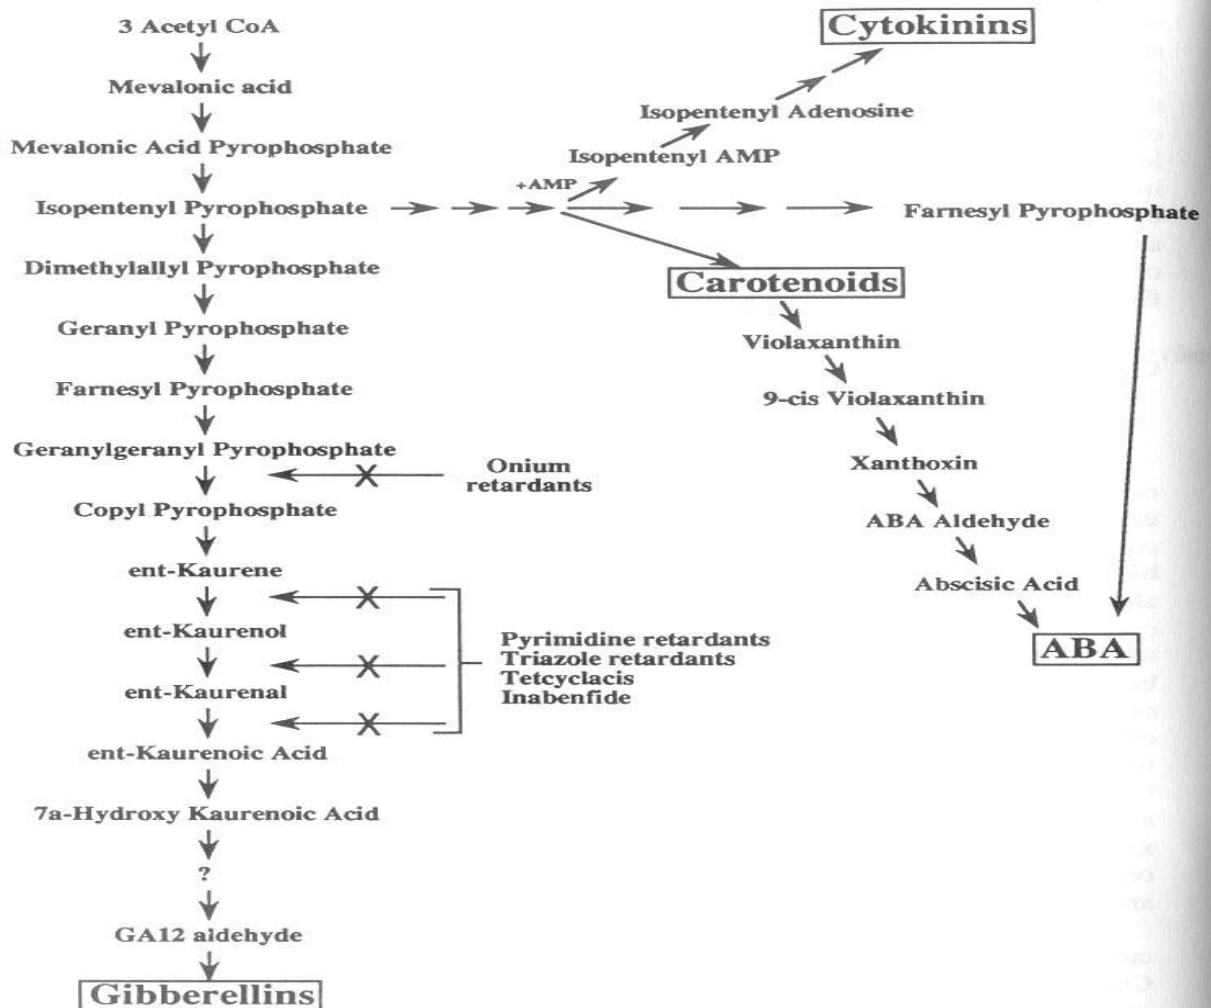 3 Acetyl CoA
Mevalonic acid
Mevalonic Acid Pyrophosphate
Isopentenyl Pyrophosphate
Dimethylallyl Pyrophosphate
Geranyl Pyrophosphate
Farnesyl Pyrophosphate
Geranylgeranyl Pyrophosphate
Copyl Pyrophosphate
ent-Kaurene
ent-Kaurenol
ent-Kaurenal
ent-Kaurenoic Acid
7a-Hydroxy Kaurenoic Acid
?
GA12 aldehyde
Gibberellins
X
Onium
retardants
X
X
X
Pyrimidine retardants
Triazole retardants
Tetcyclacis
Inabenfide
+AMP
Isopentenyl AMP
Isopentenyl Adenosine
Cytokinins
Farnesyl Pyrophosphate
Carotenoids
Violaxanthin
9-cis Violaxanthin
Xanthoxin
ABA Aldehyde
Abscisic Acid
ABA